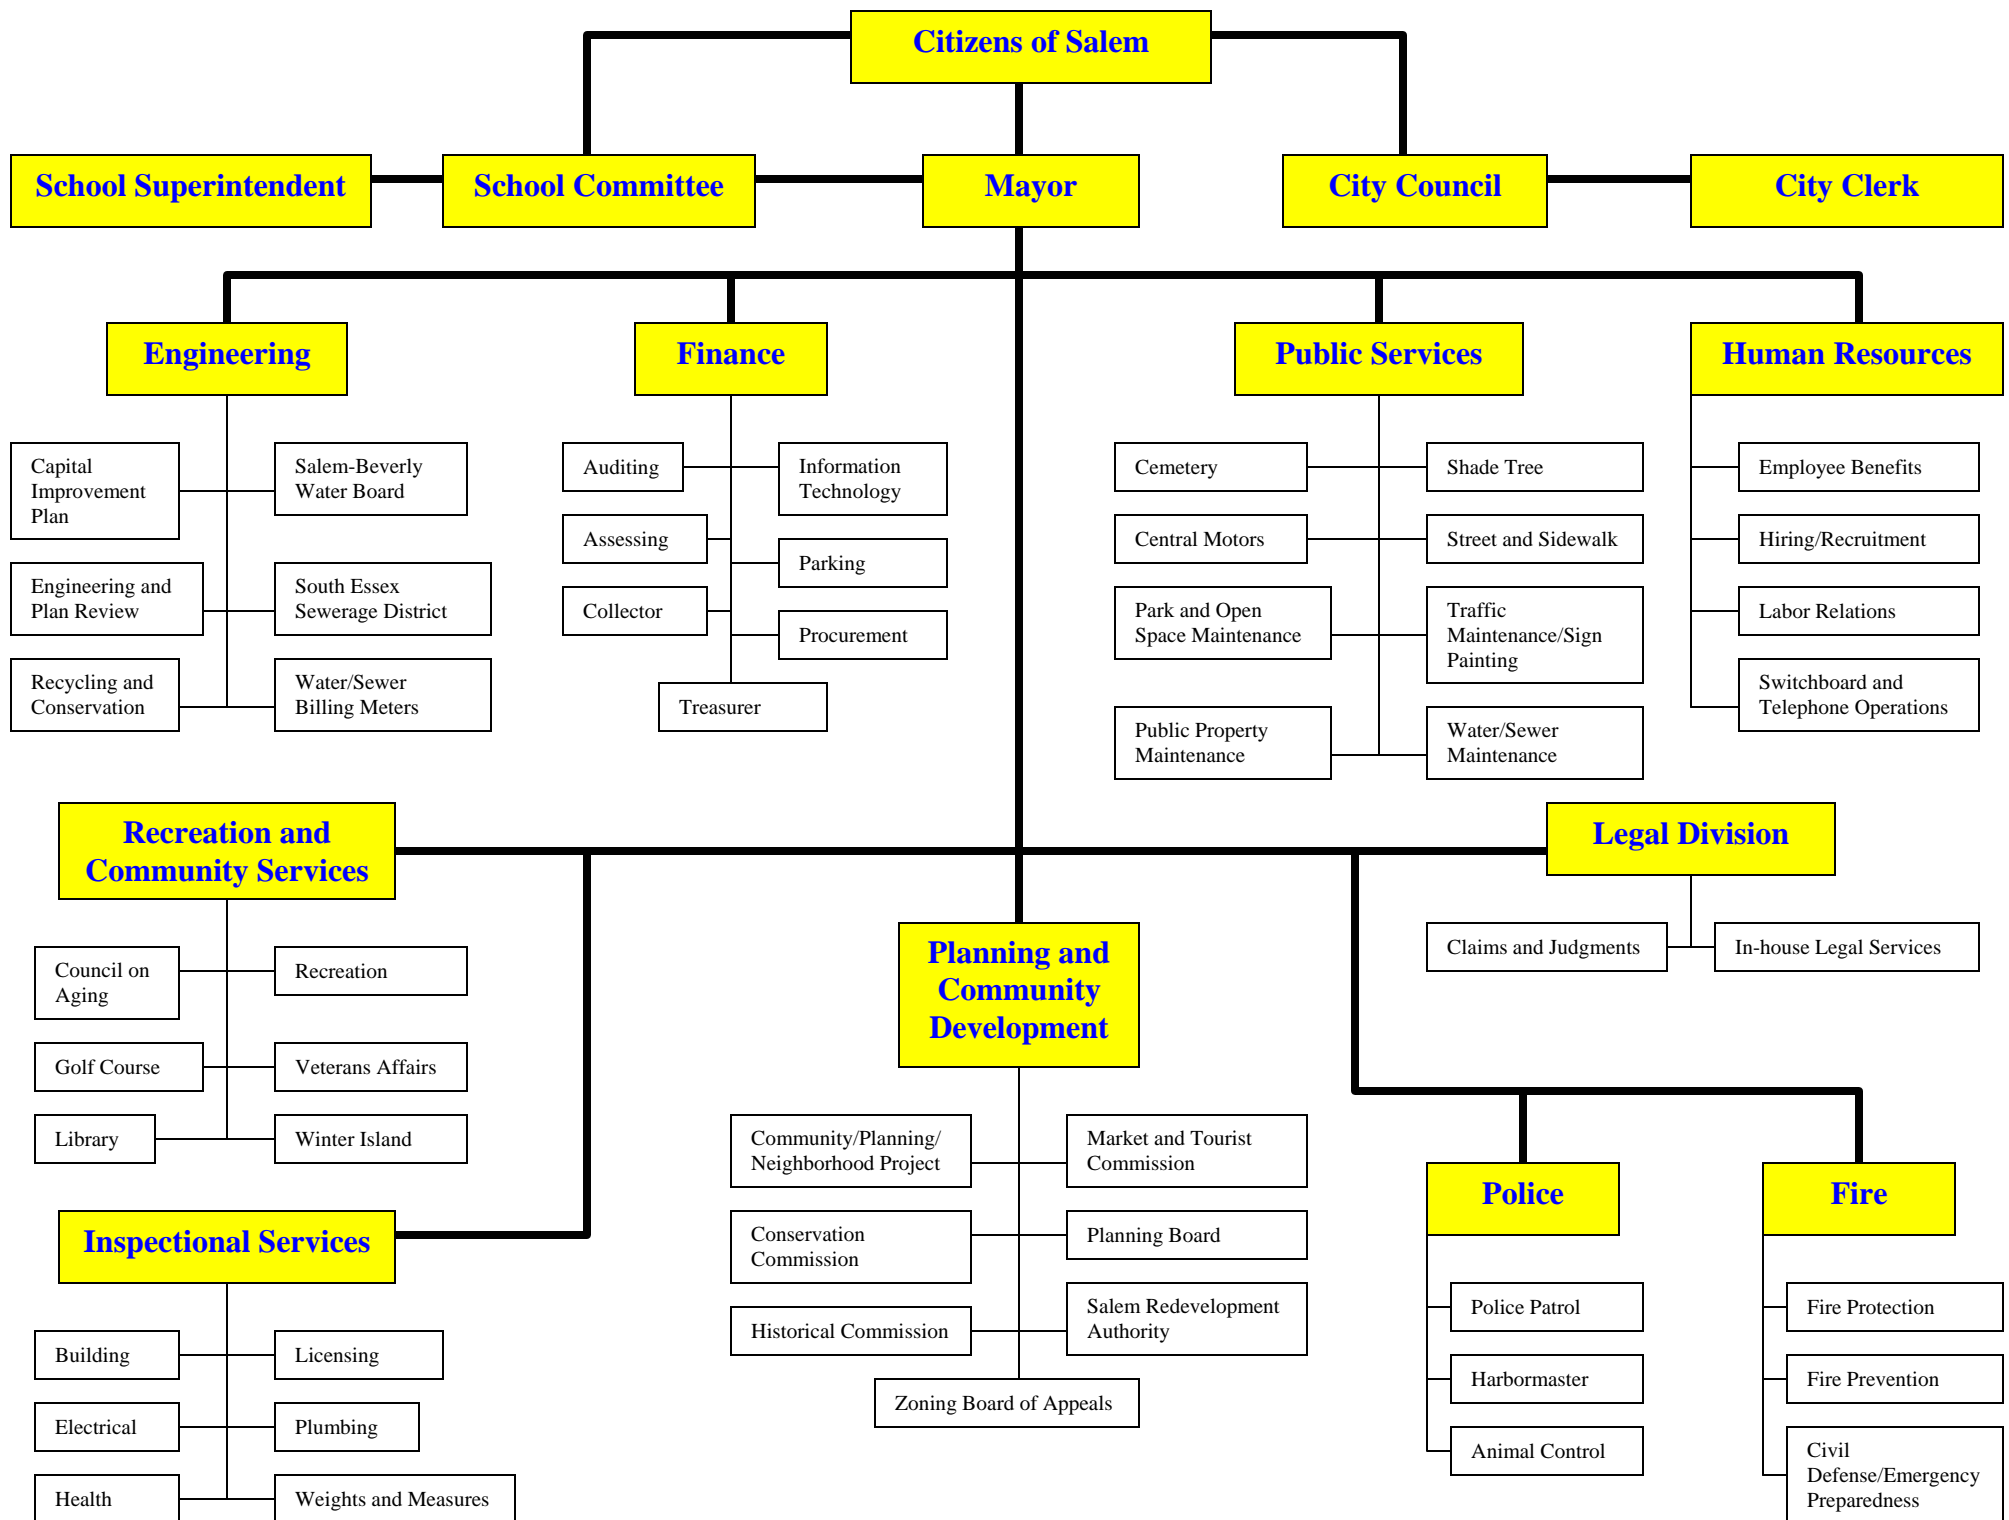 Citizens of Salem
School Superintendent
School Committee
Mayor
City Council
City Clerk
Engineering
Finance
Public Services
Human Resources
Capital
Improvement
Plan
Salem-Beverly
Water Board
Engineering and
Plan Review
South Essex
Sewerage District
Recycling and
Conservation
Water/Sewer
Billing Meters
Auditing
Information
Technology
Assessing
Parking
Collector
Procurement
Treasurer
Cemetery
Shade Tree
Central Motors
Street and Sidewalk
Park and Open
Space Maintenance
Traffic
Maintenance/Sign
Painting
Public Property
Maintenance
Water/Sewer
Maintenance
Employee Benefits
Hiring/Recruitment
Labor Relations
Switchboard and
Telephone Operations
Recreation and
Community Services
Legal Division
Council on
Aging
Recreation
Golf Course
Veterans Affairs
Library
Winter Island
Planning and
Community
Development
Claims and Judgments
In-house Legal Services
Community/Planning/
Neighborhood Project
Market and Tourist
Commission
Conservation
Commission
Planning Board
Historical Commission
Salem Redevelopment
Authority
Zoning Board of Appeals
Inspectional Services
Building
Licensing
Electrical
Plumbing
Health
Weights and Measures
Police
Fire
Police Patrol
Harbormaster
Animal Control
Fire Protection
Fire Prevention
Civil
Defense/Emergency
Preparedness